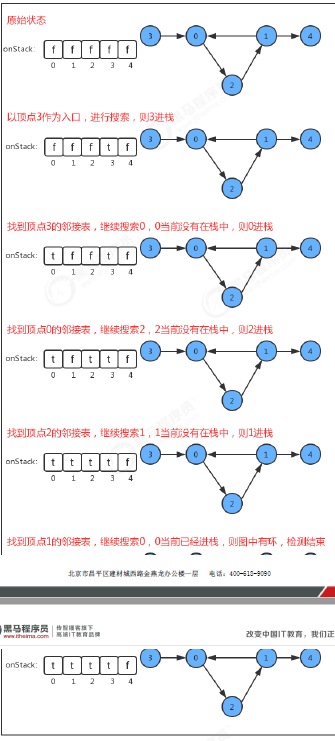 原始状态
3 0 1 4
onStack: f f f f f
0 1 2 3 4
2
以顶点3作为入口，进行搜索，则3进栈
3 0 1 4
onStack: f f f t f
0 1 2 3 4
2
找到顶点3的邻接表，继续搜索0，0当前没有在栈中，则0进栈
3 0 1 4
onStack: t f f t f
0 1 2 3 4
2
找到顶点0的邻接表，继续搜索2，2当前没有在栈中，则2进栈
3 0 1 4
onStack: t f t t f
0 1 2 3 4
2
找到顶点2的邻接表，继续搜索1，1当前没有在栈中，则1进栈
3 0 1 4
onStack: t t t t f
0 1 2 3 4
2
找到顶点1的邻接表，继续搜索0，0当前已经进栈，则图中有环，检测结束
北京市昌平区建材城西路金燕龙办公楼一层 电话：400-618-9090
黑马程序员 传智播客旗下
www.itheima.com 高端IT教育品牌
改变中国IT教育，我们正
3 0 1 4
onStack: t t t t f
0 1 2 3 4
2